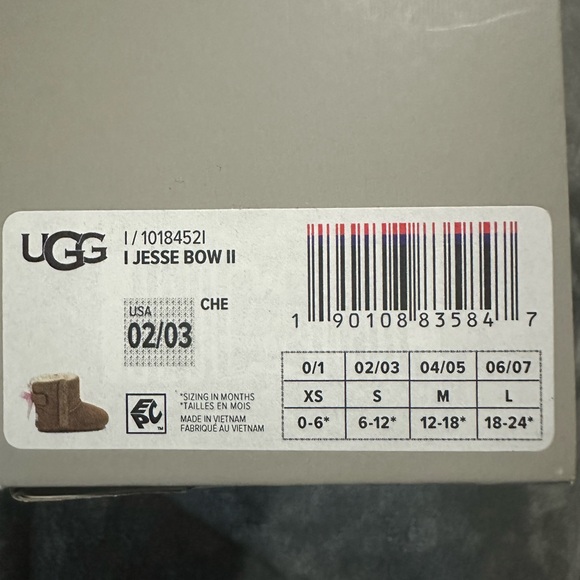 UGG
I / 1018452I
I JESSE BOW II
USA
02/03
CHE
1 90108 83584 7
EPC
™
*SIZING IN MONTHS
*TAILLES EN MOIS
MADE IN VIETNAM
FABRIQUÉ AU VIETNAM
0/1 02/03 04/05 06/07
XS S M L
0-6* 6-12* 12-18* 18-24*